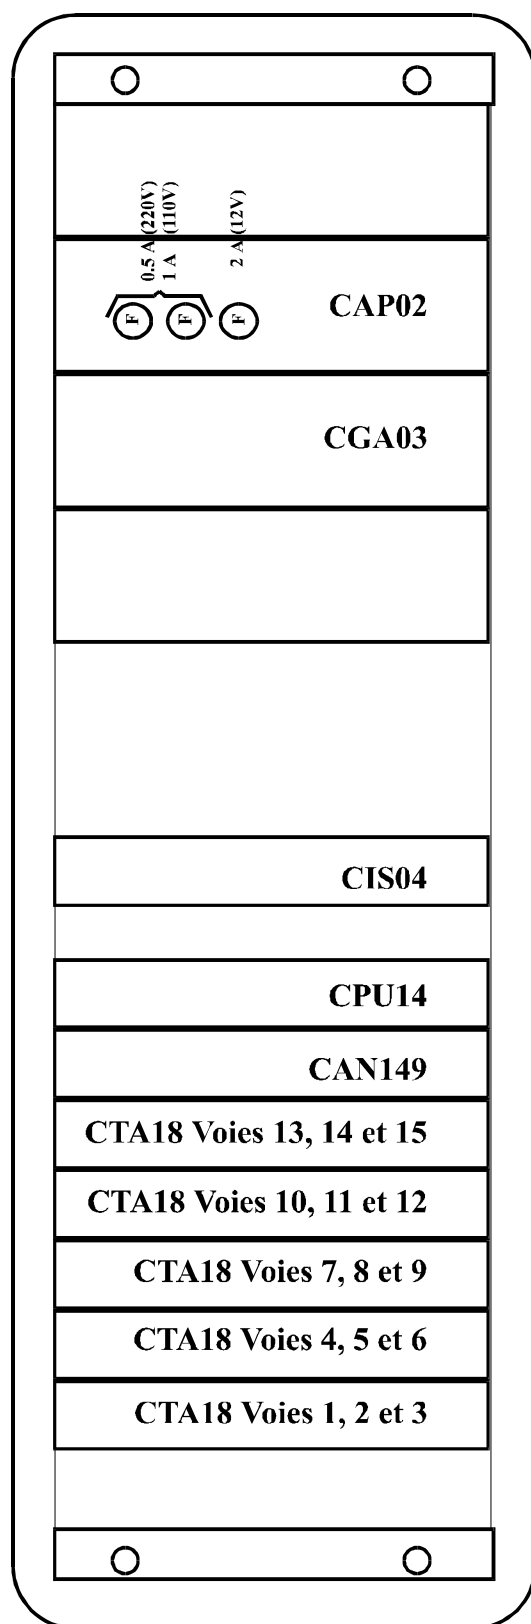 0.5 A (220V)
1 A (110V)
2 A (12V)
F F F
CAP02
CGA03
CIS04
CPU14
CAN149
CTA18 Voies 13, 14 et 15
CTA18 Voies 10, 11 et 12
CTA18 Voies 7, 8 et 9
CTA18 Voies 4, 5 et 6
CTA18 Voies 1, 2 et 3